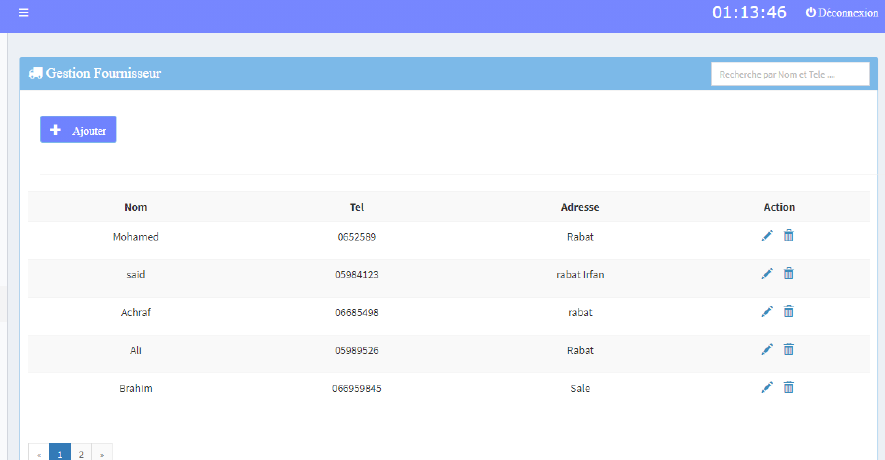 01:13:46 Déconnexion
Gestion Fournisseur Recherche par Nom et Tele ...
Ajouter
Nom Tel Adresse Action
Mohamed 0652589 Rabat
said 05984123 rabat Irfan
Achraf 06685498 rabat
Ali 05989526 Rabat
Brahim 066959845 Sale
« 1 2 »